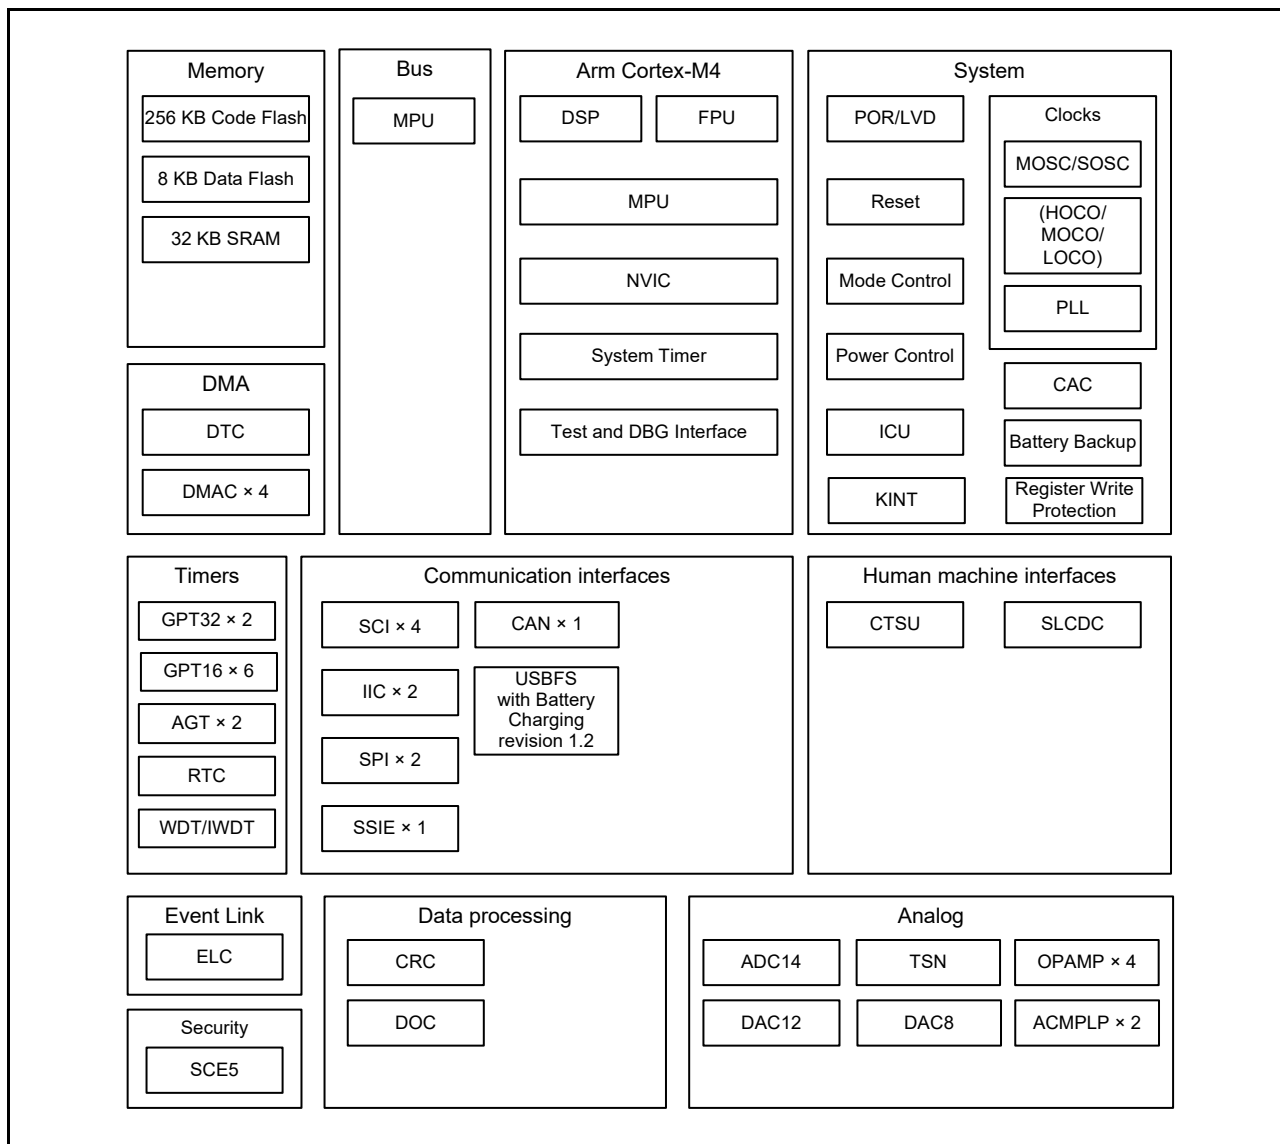 Memory
256 KB Code Flash
8 KB Data Flash
32 KB SRAM
DMA
DTC
DMAC × 4
Bus
MPU
Arm Cortex-M4
DSP
FPU
MPU
NVIC
System Timer
Test and DBG Interface
System
POR/LVD
Reset
Mode Control
Power Control
ICU
KINT
Clocks
MOSC/SOSC
(HOCO/
MOCO/
LOCO)
PLL
CAC
Battery Backup
Register Write
Protection
Timers
GPT32 × 2
GPT16 × 6
AGT × 2
RTC
WDT/IWDT
Communication interfaces
SCI × 4
IIC × 2
SPI × 2
SSIE × 1
CAN × 1
USBFS
with Battery
Charging
revision 1.2
Human machine interfaces
CTSU
SLCDC
Event Link
ELC
Security
SCE5
Data processing
CRC
DOC
Analog
ADC14
TSN
OPAMP × 4
DAC12
DAC8
ACMPLP × 2